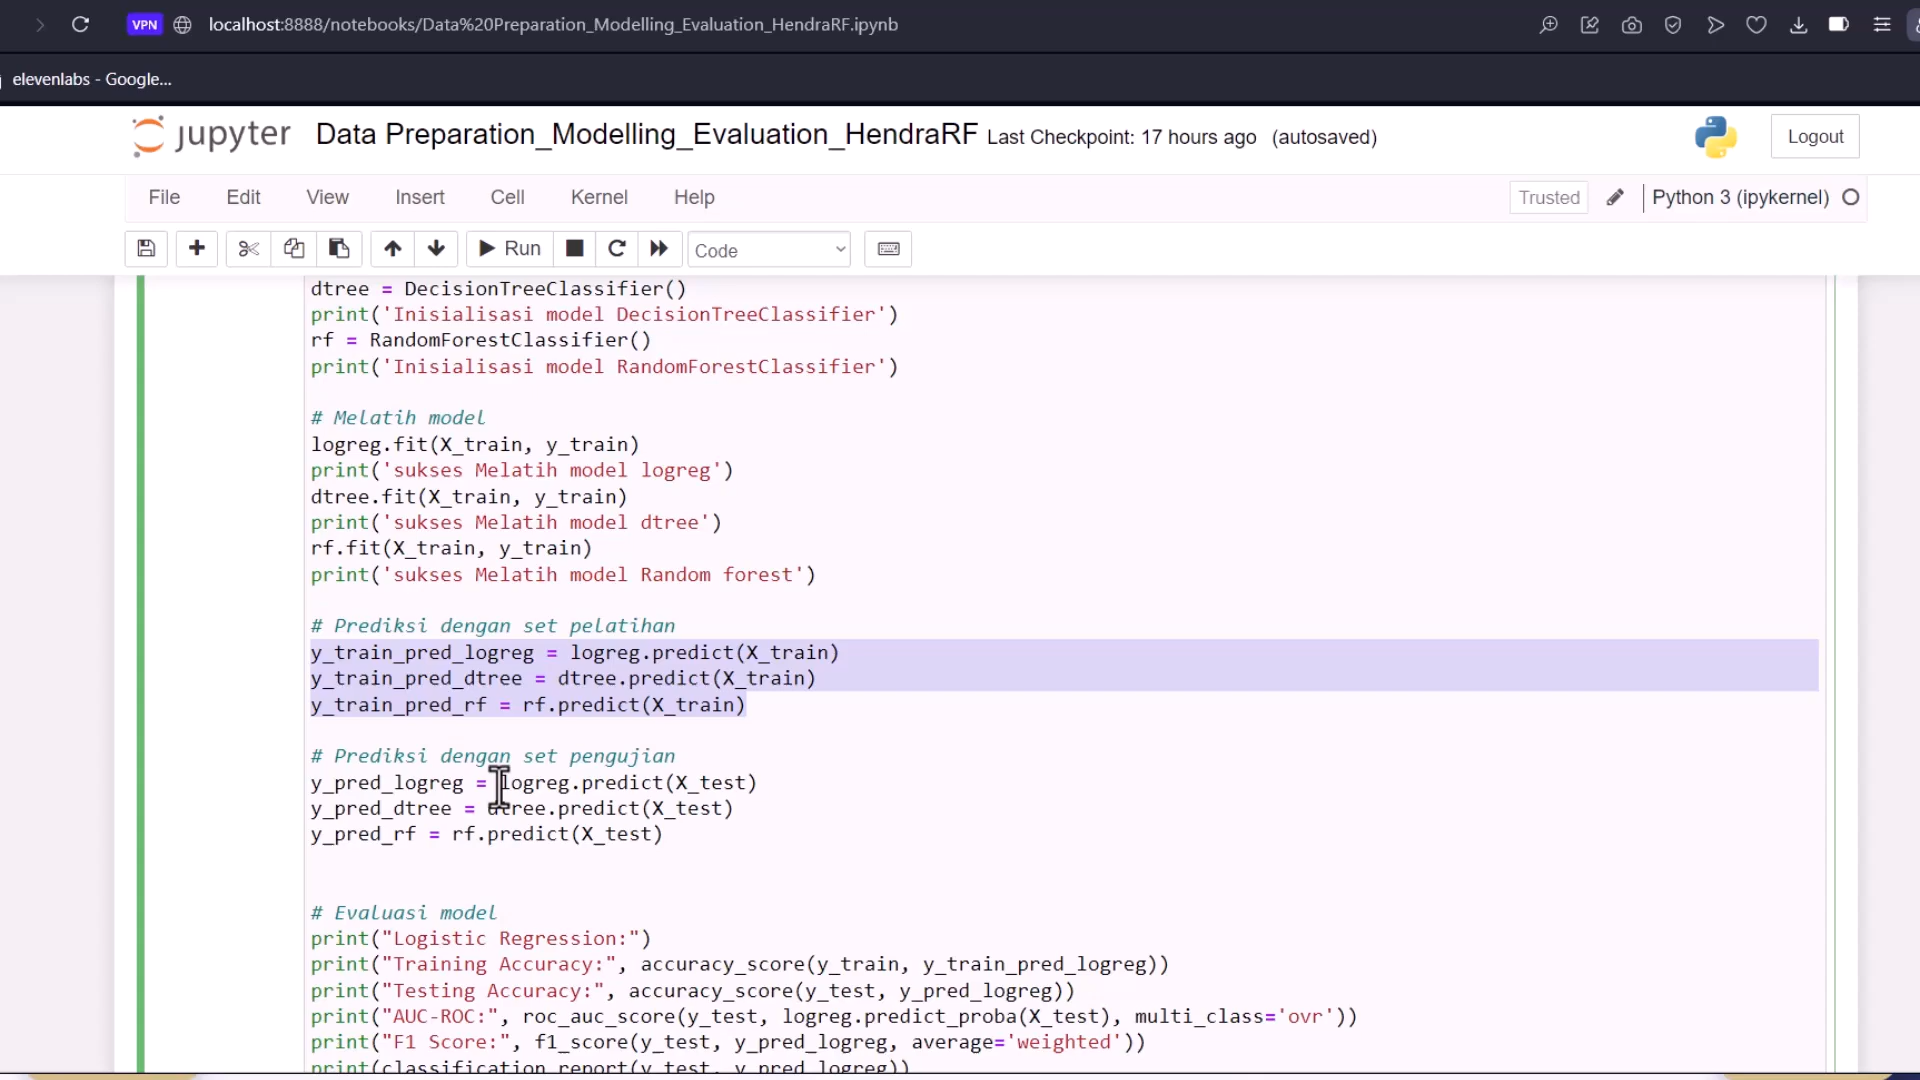 VPN localhost:8888/notebooks/Data%20Preparation_Modelling_Evaluation_HendraRF.ipynb
elevenlabs - Google...
jupyter Data Preparation_Modelling_Evaluation_HendraRF Last Checkpoint: 17 hours ago (autosaved) Logout
File Edit View Insert Cell Kernel Help Trusted Python 3 (ipykernel)
Run Code
dtree = DecisionTreeClassifier()
print('Inisialisasi model DecisionTreeClassifier')
rf = RandomForestClassifier()
print('Inisialisasi model RandomForestClassifier')
# Melatih model
logreg.fit(X_train, y_train)
print('sukses Melatih model logreg')
dtree.fit(X_train, y_train)
print('sukses Melatih model dtree')
rf.fit(X_train, y_train)
print('sukses Melatih model Random forest')
# Prediksi dengan set pelatihan
y_train_pred_logreg = logreg.predict(X_train)
y_train_pred_dtree = dtree.predict(X_train)
y_train_pred_rf = rf.predict(X_train)
# Prediksi dengan set pengujian
y_pred_logreg = logreg.predict(X_test)
y_pred_dtree = dtree.predict(X_test)
y_pred_rf = rf.predict(X_test)
# Evaluasi model
print("Logistic Regression:")
print("Training Accuracy:", accuracy_score(y_train, y_train_pred_logreg))
print("Testing Accuracy:", accuracy_score(y_test, y_pred_logreg))
print("AUC-ROC:", roc_auc_score(y_test, logreg.predict_proba(X_test), multi_class='ovr'))
print("F1 Score:", f1_score(y_test, y_pred_logreg, average='weighted'))
print(classification_report(y_test, y_pred_logreg))